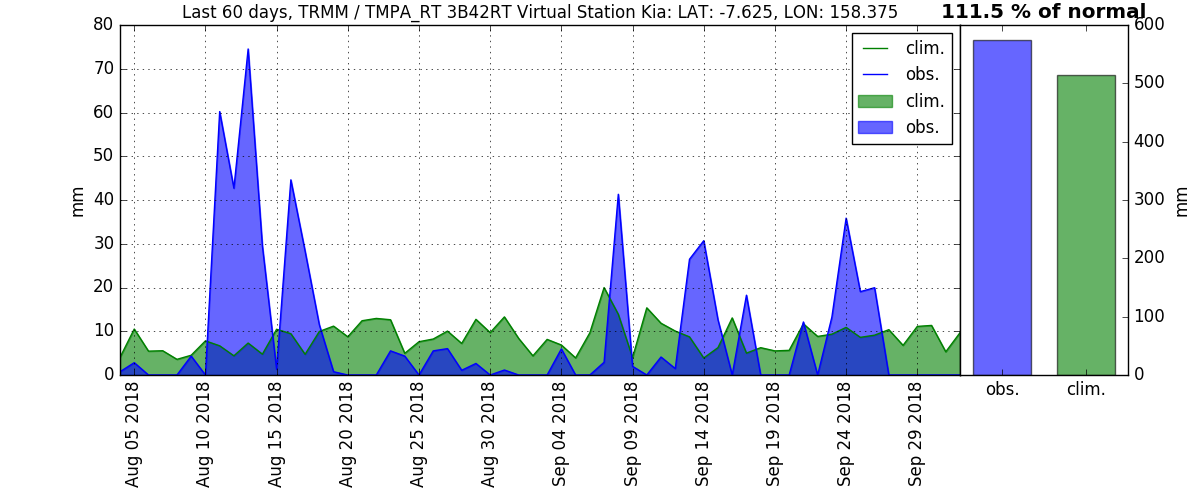 Last 60 days, TRMM / TMPA_RT 3B42RT Virtual Station Kia: LAT: -7.625, LON: 158.375
111.5 % of normal
80
70
60
50
40
30
20
10
0
mm
clim.
obs.
clim.
obs.
Aug 05 2018
Aug 10 2018
Aug 15 2018
Aug 20 2018
Aug 25 2018
Aug 30 2018
Sep 04 2018
Sep 09 2018
Sep 14 2018
Sep 19 2018
Sep 24 2018
Sep 29 2018
600
500
400
300
200
100
0
mm
obs.
clim.